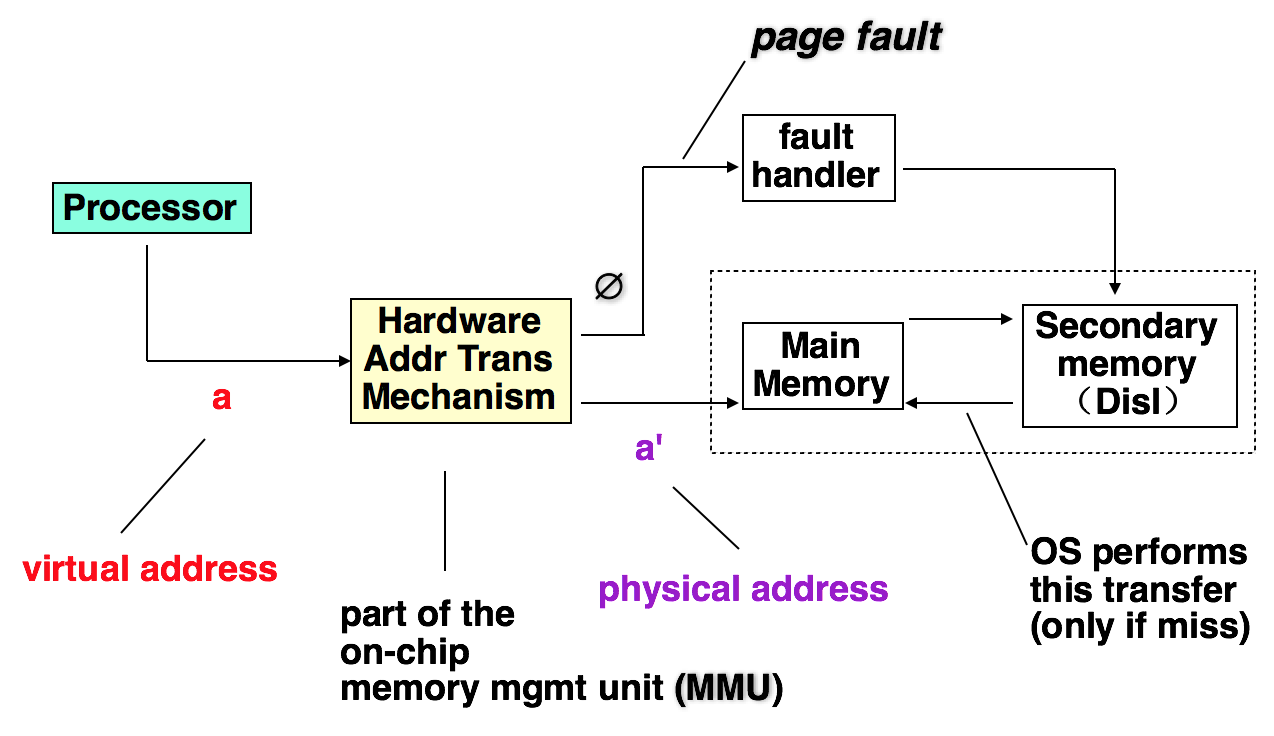 page fault
fault
handler
Processor
∅
Hardware
Addr Trans
Mechanism
Main
Memory
Secondary
memory
（Disl）
a
a'
virtual address
physical address
part of the
on-chip
memory mgmt unit (MMU)
OS performs
this transfer
(only if miss)